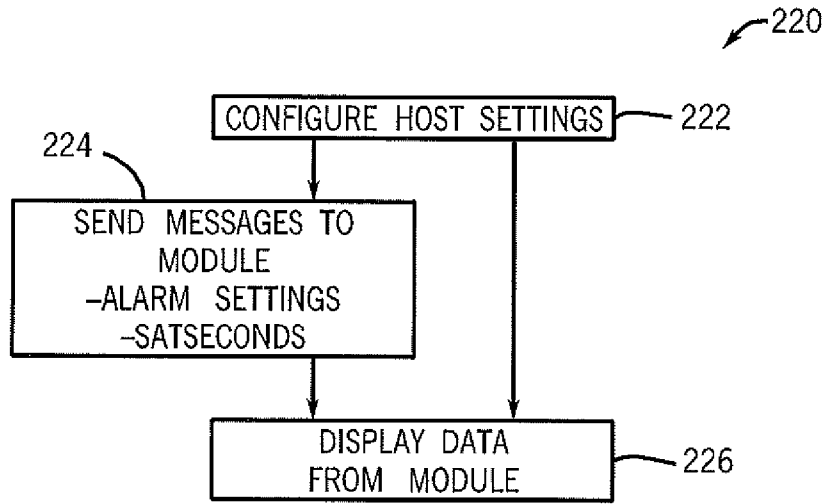 220
CONFIGURE HOST SETTINGS
222
224
SEND MESSAGES TO
MODULE
–ALARM SETTINGS
–SATSECONDS
DISPLAY DATA
FROM MODULE
226